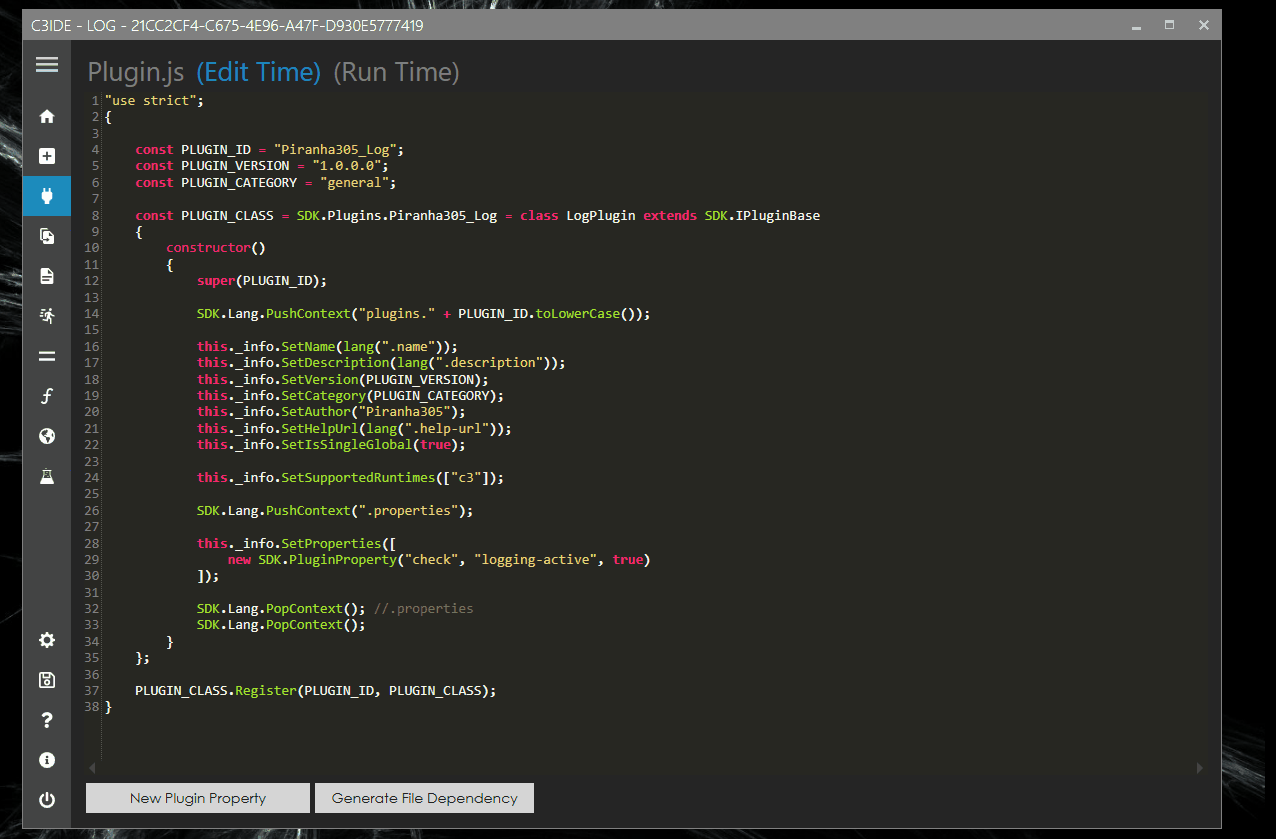 C3IDE - LOG - 21CC2CF4-C675-4E96-A47F-D930E5777419
Plugin.js (Edit Time) (Run Time)
1 "use strict";
2 {
3
4     const PLUGIN_ID = "Piranha305_Log";
5     const PLUGIN_VERSION = "1.0.0.0";
6     const PLUGIN_CATEGORY = "general";
7
8     const PLUGIN_CLASS = SDK.Plugins.Piranha305_Log = class LogPlugin extends SDK.IPluginBase
9     {
10         constructor()
11         {
12             super(PLUGIN_ID);
13
14             SDK.Lang.PushContext("plugins." + PLUGIN_ID.toLowerCase());
15
16             this._info.SetName(lang(".name"));
17             this._info.SetDescription(lang(".description"));
18             this._info.SetVersion(PLUGIN_VERSION);
19             this._info.SetCategory(PLUGIN_CATEGORY);
20             this._info.SetAuthor("Piranha305");
21             this._info.SetHelpUrl(lang(".help-url"));
22             this._info.SetIsSingleGlobal(true);
23
24             this._info.SetSupportedRuntimes(["c3"]);
25
26             SDK.Lang.PushContext(".properties");
27
28             this._info.SetProperties([
29                 new SDK.PluginProperty("check", "logging-active", true)
30             ]);
31
32             SDK.Lang.PopContext(); //.properties
33             SDK.Lang.PopContext();
34         }
35     };
36
37     PLUGIN_CLASS.Register(PLUGIN_ID, PLUGIN_CLASS);
38 }
New Plugin Property
Generate File Dependency